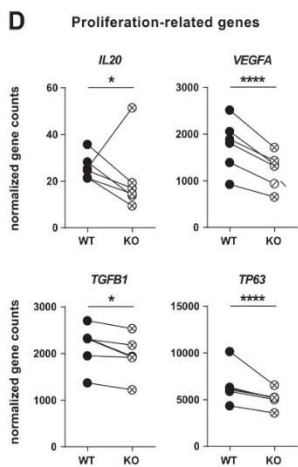 D Proliferation-related genes
IL20
VEGFA
*
****
normalized gene counts
60
40
20
0
WT KO
3000
2000
1000
0
WT KO
TGFB1
TP63
*
****
normalized gene counts
3000
2000
1000
0
WT KO
15000
10000
5000
0
WT KO